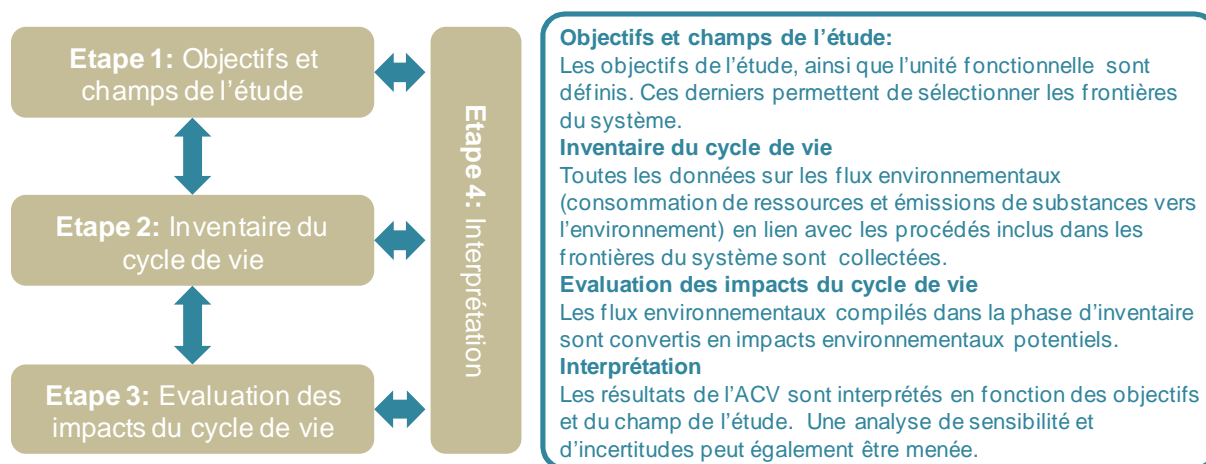 Etape 1: Objectifs et
champs de l'étude
Etape 2: Inventaire du
cycle de vie
Etape 3: Evaluation des
impacts du cycle de vie
Etape 4: Interprétation
Objectifs et champs de l'étude:
Les objectifs de l'étude, ainsi que l'unité fonctionnelle sont
définis. Ces derniers permettent de sélectionner les frontières
du système.
Inventaire du cycle de vie
Toutes les données sur les flux environnementaux
(consommation de ressources et émissions de substances vers
l'environnement) en lien avec les procédés inclus dans les
frontières du système sont collectées.
Evaluation des impacts du cycle de vie
Les flux environnementaux compilés dans la phase d'inventaire
sont convertis en impacts environnementaux potentiels.
Interprétation
Les résultats de l'ACV sont interprétés en fonction des objectifs
et du champ de l'étude. Une analyse de sensibilité et
d'incertitudes peut également être menée.